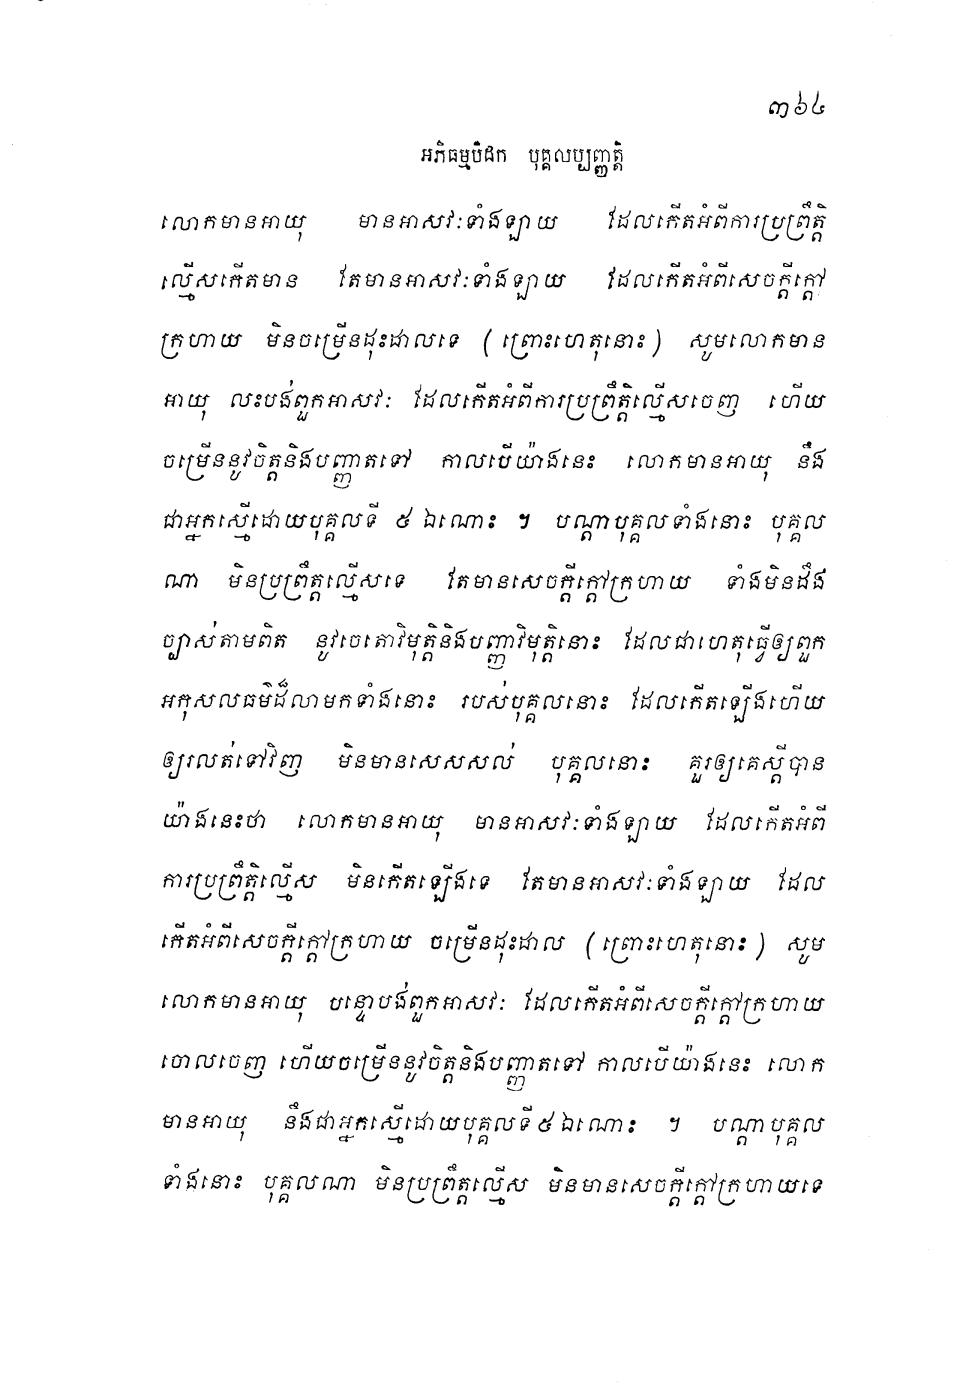 ៣៦៤
អភិធម្មបិដក បុគ្គលប្បញ្ញត្តិ
លោកមានអាយុ មានអាសវៈទាំងឡាយ ដែលកើតអំពីការប្រព្រឹត្តិ
ល្មើសកើតមាន តែមានអាសវៈទាំងឡាយ ដែលកើតអំពីសេចក្តីក្តៅ
ក្រហាយ មិនចម្រើនដុះដាលទេ (ព្រោះហេតុនោះ) សូមលោកមាន
អាយុ លះបង់ពួកអាសវៈ ដែលកើតអំពីការប្រព្រឹត្តិល្មើសចេញ ហើយ
ចម្រើននូវចិត្តនិងបញ្ញាតទៅ កាលបើយ៉ាងនេះ លោកមានអាយុ នឹង
ជាអ្នកស្មើដោយបុគ្គលទី ៥ ឯណោះ ។ បណ្តាបុគ្គលទាំងនោះ បុគ្គល
ណា មិនប្រព្រឹត្តល្មើសទេ តែមានសេចក្តីក្តៅក្រហាយ ទាំងមិនដឹង
ច្បាស់តាមពិត នូវចេតោវិមុត្តិនិងបញ្ញាវិមុត្តិនោះ ដែលជាហេតុធ្វើឲ្យពួក
អកុសលធម៌ដ៏លាមកទាំងនោះ របស់បុគ្គលនោះ ដែលកើតឡើងហើយ
ឲ្យរលត់ទៅវិញ មិនមានសេសសល់ បុគ្គលនោះ គួរឲ្យគេស្តីបាន
យ៉ាងនេះថា លោកមានអាយុ មានអាសវៈទាំងឡាយ ដែលកើតអំពី
ការប្រព្រឹត្តិល្មើស មិនកើតឡើងទេ តែមានអាសវៈទាំងឡាយ ដែល
កើតអំពីសេចក្តីក្តៅក្រហាយ ចម្រើនដុះដាល (ព្រោះហេតុនោះ) សូម
លោកមានអាយុ បន្ទោបង់ពួកអាសវៈ ដែលកើតអំពីសេចក្តីក្តៅក្រហាយ
ចោលចេញ ហើយចម្រើននូវចិត្តនិងបញ្ញាតទៅ កាលបើយ៉ាងនេះ លោក
មានអាយុ នឹងជាអ្នកស្មើដោយបុគ្គលទី៥ឯណោះ ។ បណ្តាបុគ្គល
ទាំងនោះ បុគ្គលណា មិនប្រព្រឹត្តល្មើស មិនមានសេចក្តីក្តៅក្រហាយទេ